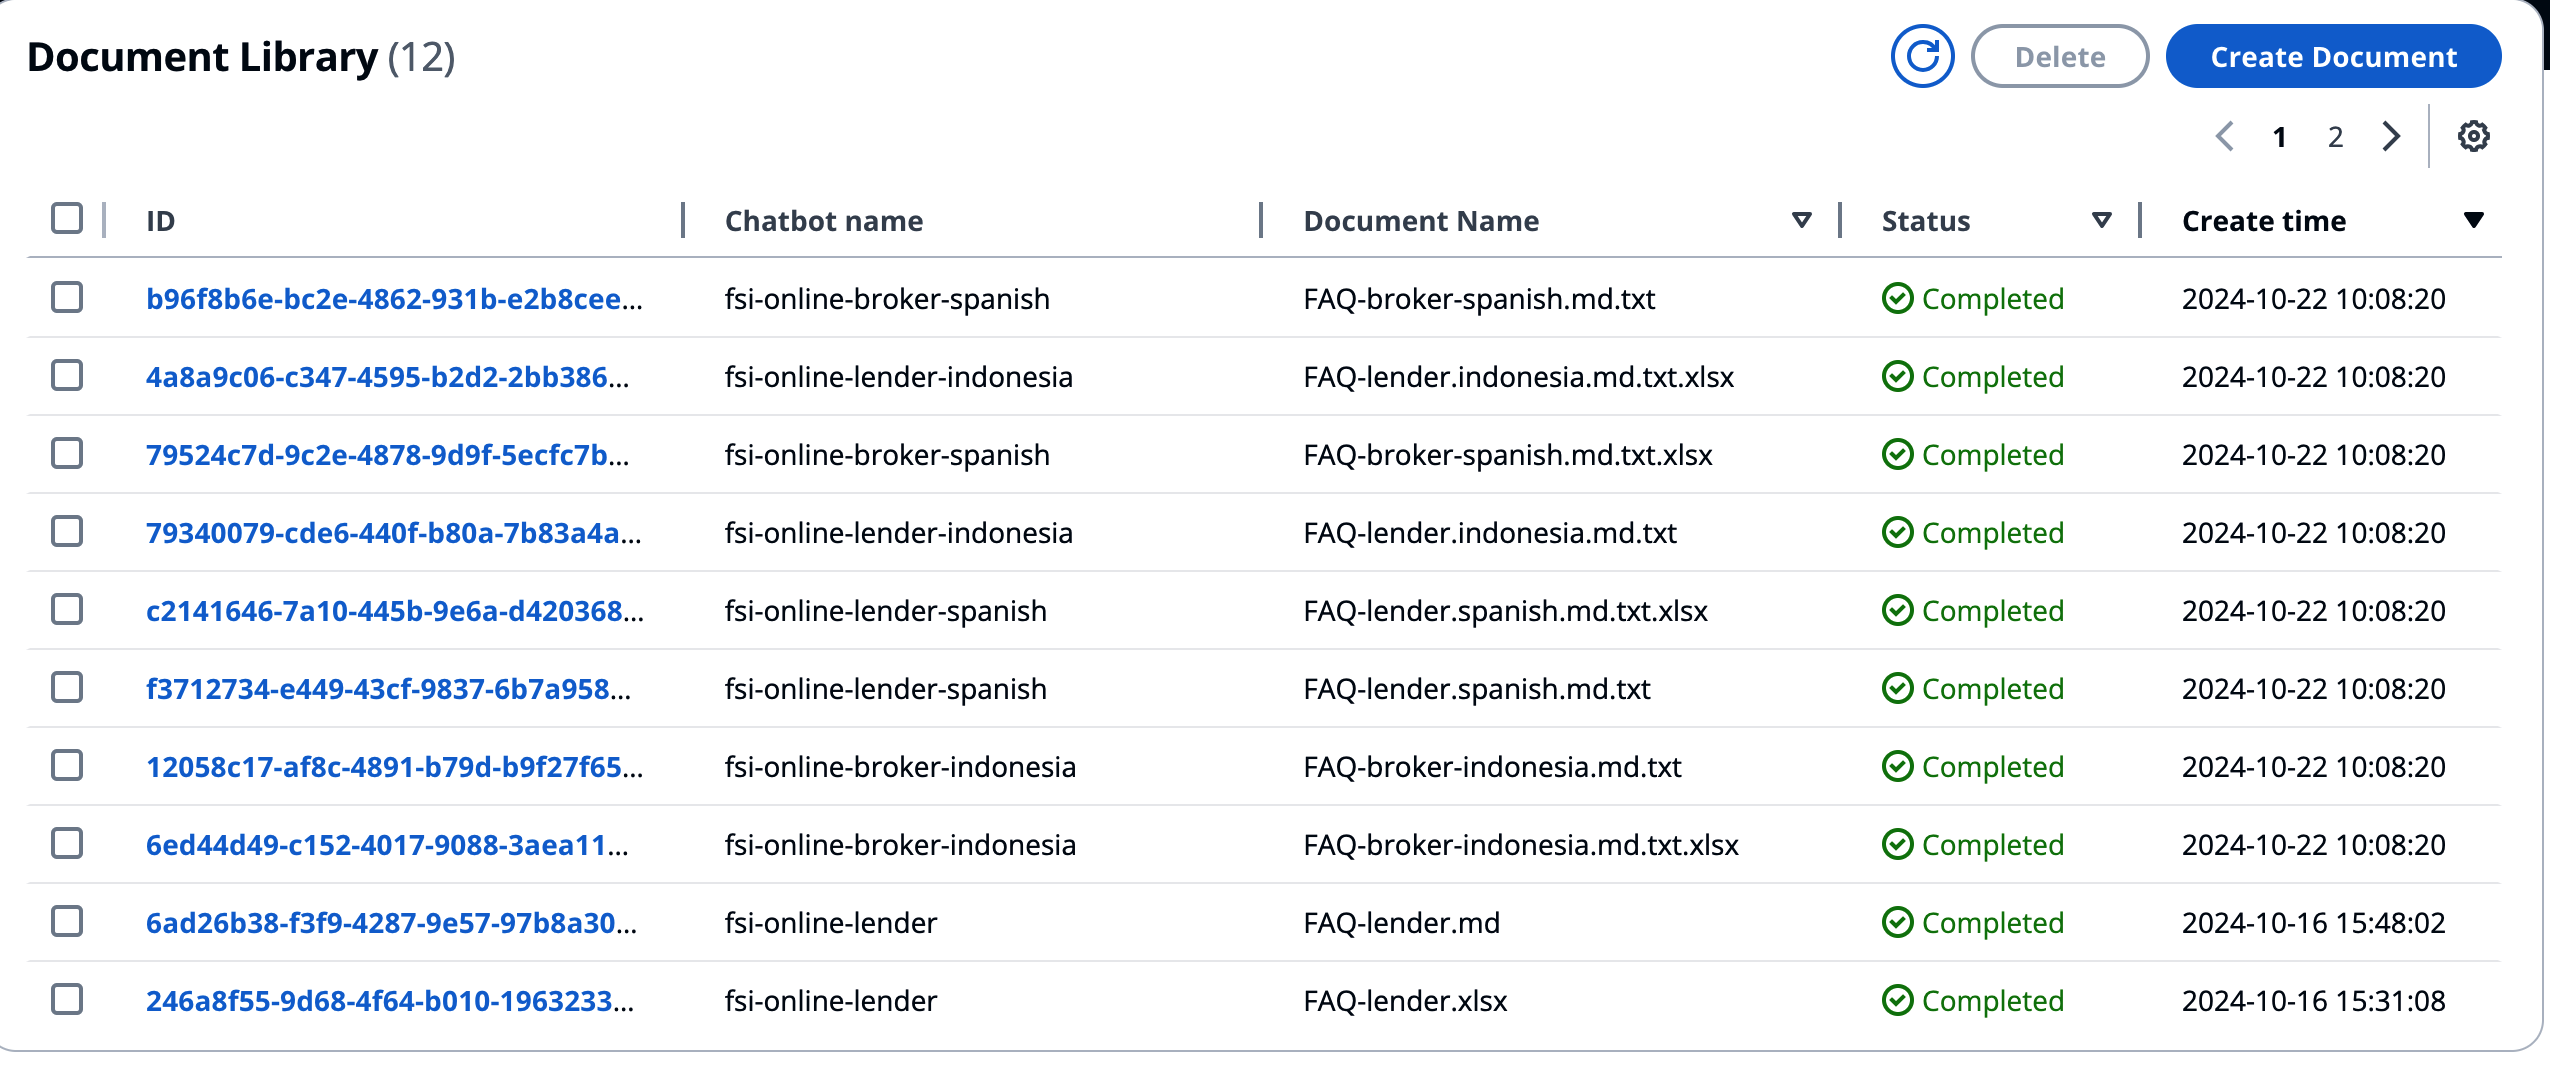 Document Library (12)
Delete
Create Document
1 2
ID Chatbot name Document Name Status Create time
b96f8b6e-bc2e-4862-931b-e2b8cee... fsi-online-broker-spanish FAQ-broker-spanish.md.txt Completed 2024-10-22 10:08:20
4a8a9c06-c347-4595-b2d2-2bb386... fsi-online-lender-indonesia FAQ-lender.indonesia.md.txt.xlsx Completed 2024-10-22 10:08:20
79524c7d-9c2e-4878-9d9f-5ecfc7b... fsi-online-broker-spanish FAQ-broker-spanish.md.txt.xlsx Completed 2024-10-22 10:08:20
79340079-cde6-440f-b80a-7b83a4a... fsi-online-lender-indonesia FAQ-lender.indonesia.md.txt Completed 2024-10-22 10:08:20
c2141646-7a10-445b-9e6a-d420368... fsi-online-lender-spanish FAQ-lender.spanish.md.txt.xlsx Completed 2024-10-22 10:08:20
f3712734-e449-43cf-9837-6b7a958... fsi-online-lender-spanish FAQ-lender.spanish.md.txt Completed 2024-10-22 10:08:20
12058c17-af8c-4891-b79d-b9f27f65... fsi-online-broker-indonesia FAQ-broker-indonesia.md.txt Completed 2024-10-22 10:08:20
6ed44d49-c152-4017-9088-3aea11... fsi-online-broker-indonesia FAQ-broker-indonesia.md.txt.xlsx Completed 2024-10-22 10:08:20
6ad26b38-f3f9-4287-9e57-97b8a30... fsi-online-lender FAQ-lender.md Completed 2024-10-16 15:48:02
246a8f55-9d68-4f64-b010-1963233... fsi-online-lender FAQ-lender.xlsx Completed 2024-10-16 15:31:08